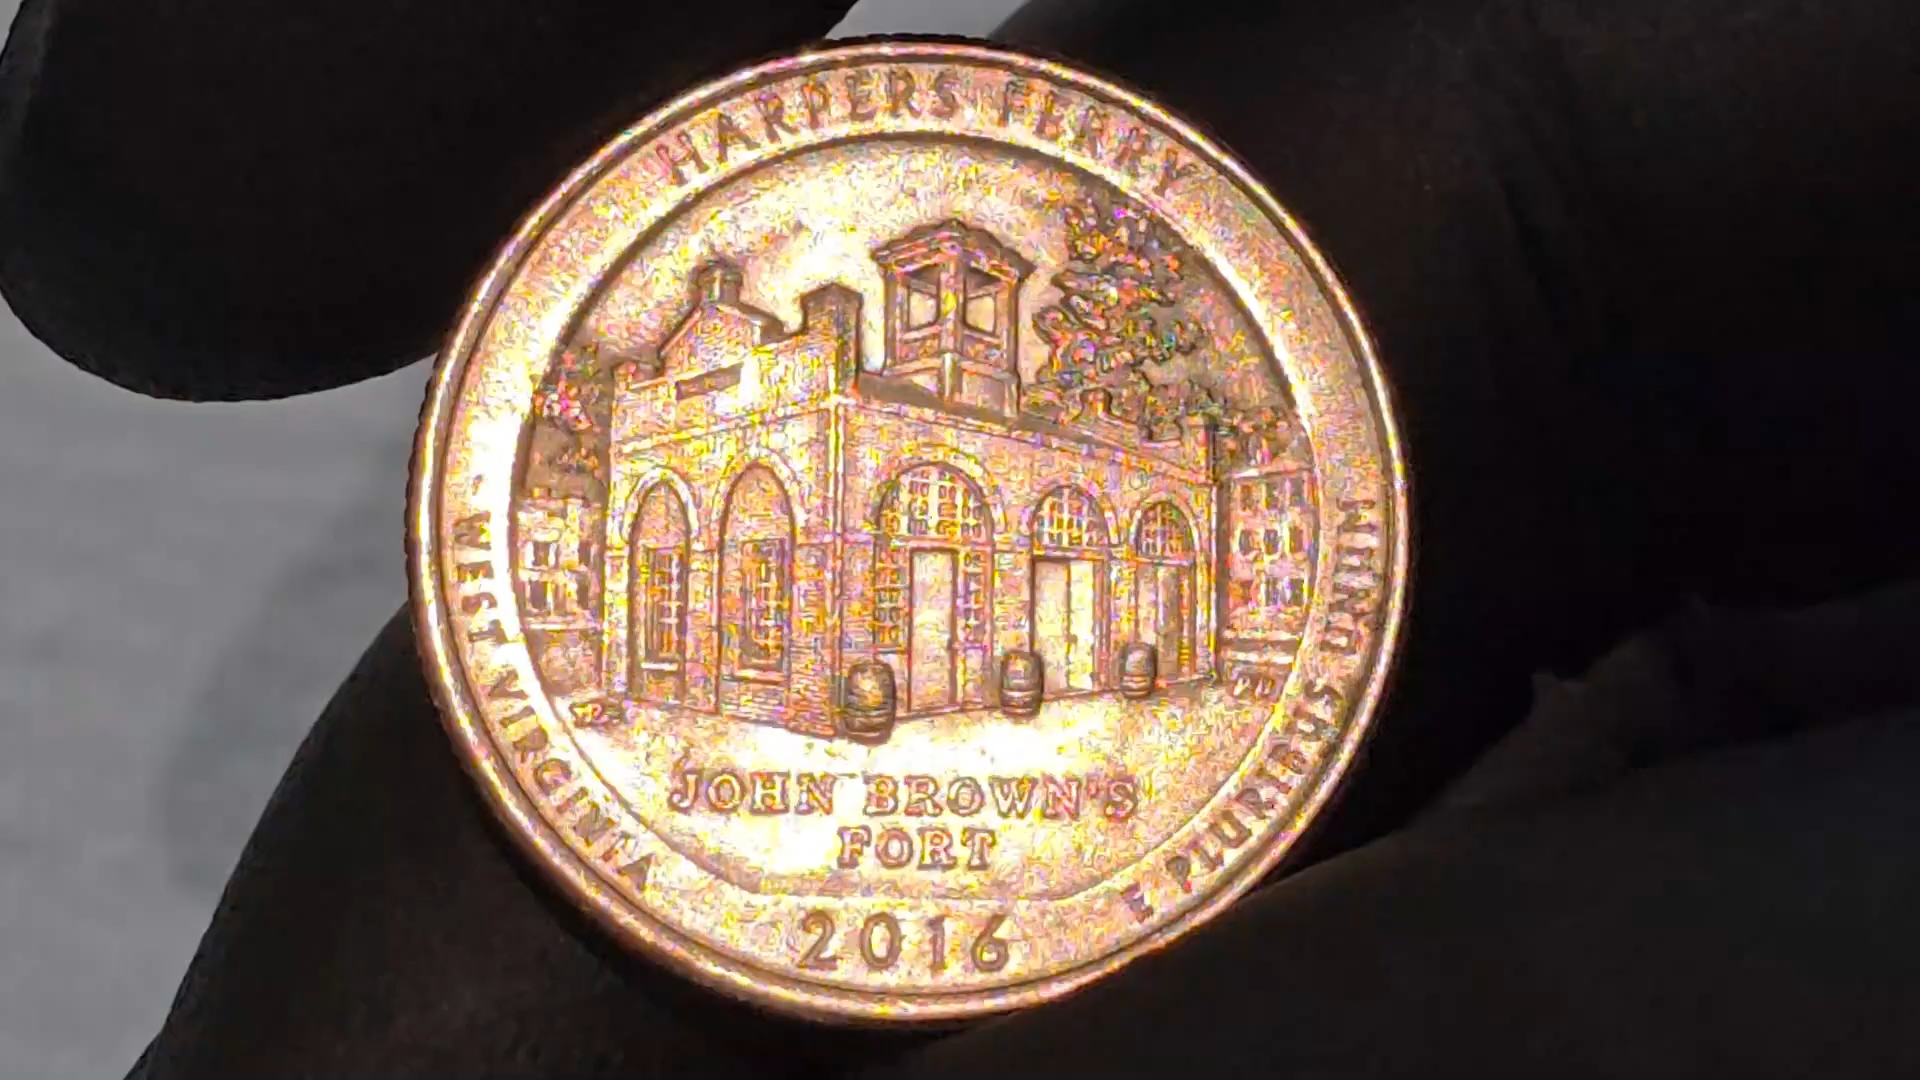 HARPERS FERRY
WEST VIRGINIA
JOHN BROWN'S
FORT
2016
E PLURIBUS UNUM